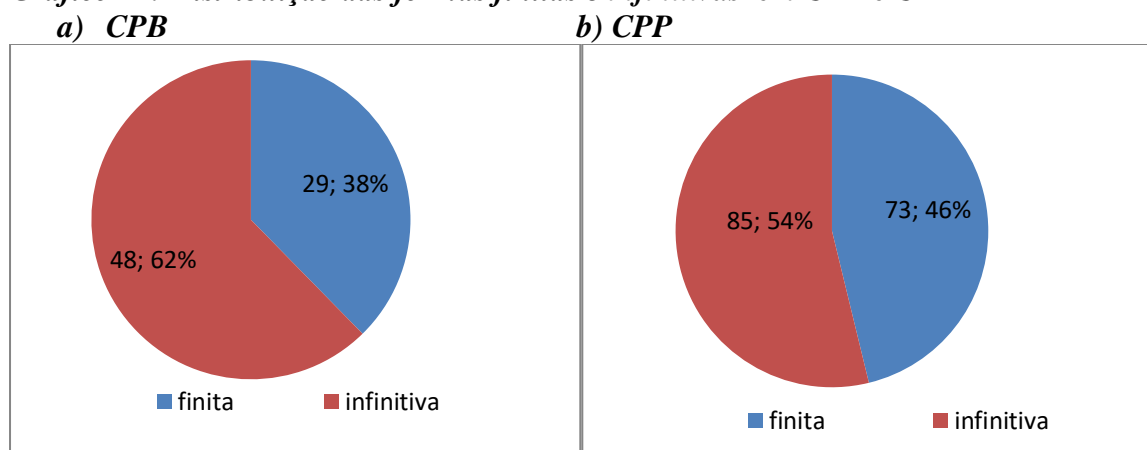 a) CPB b) CPP
29; 38%
48; 62%
finita infinitiva
73; 46%
85; 54%
finita infinitiva